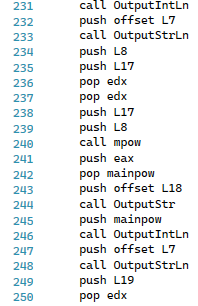 231 call OutputIntLn
232 push offset L7
233 call OutputStrLn
234 push L8
235 push L17
236 pop edx
237 pop edx
238 push L17
239 push L8
240 call mpow
241 push eax
242 pop mainpow
243 push offset L18
244 call OutputStr
245 push mainpow
246 call OutputIntLn
247 push offset L7
248 call OutputStrLn
249 push L19
250 pop edx